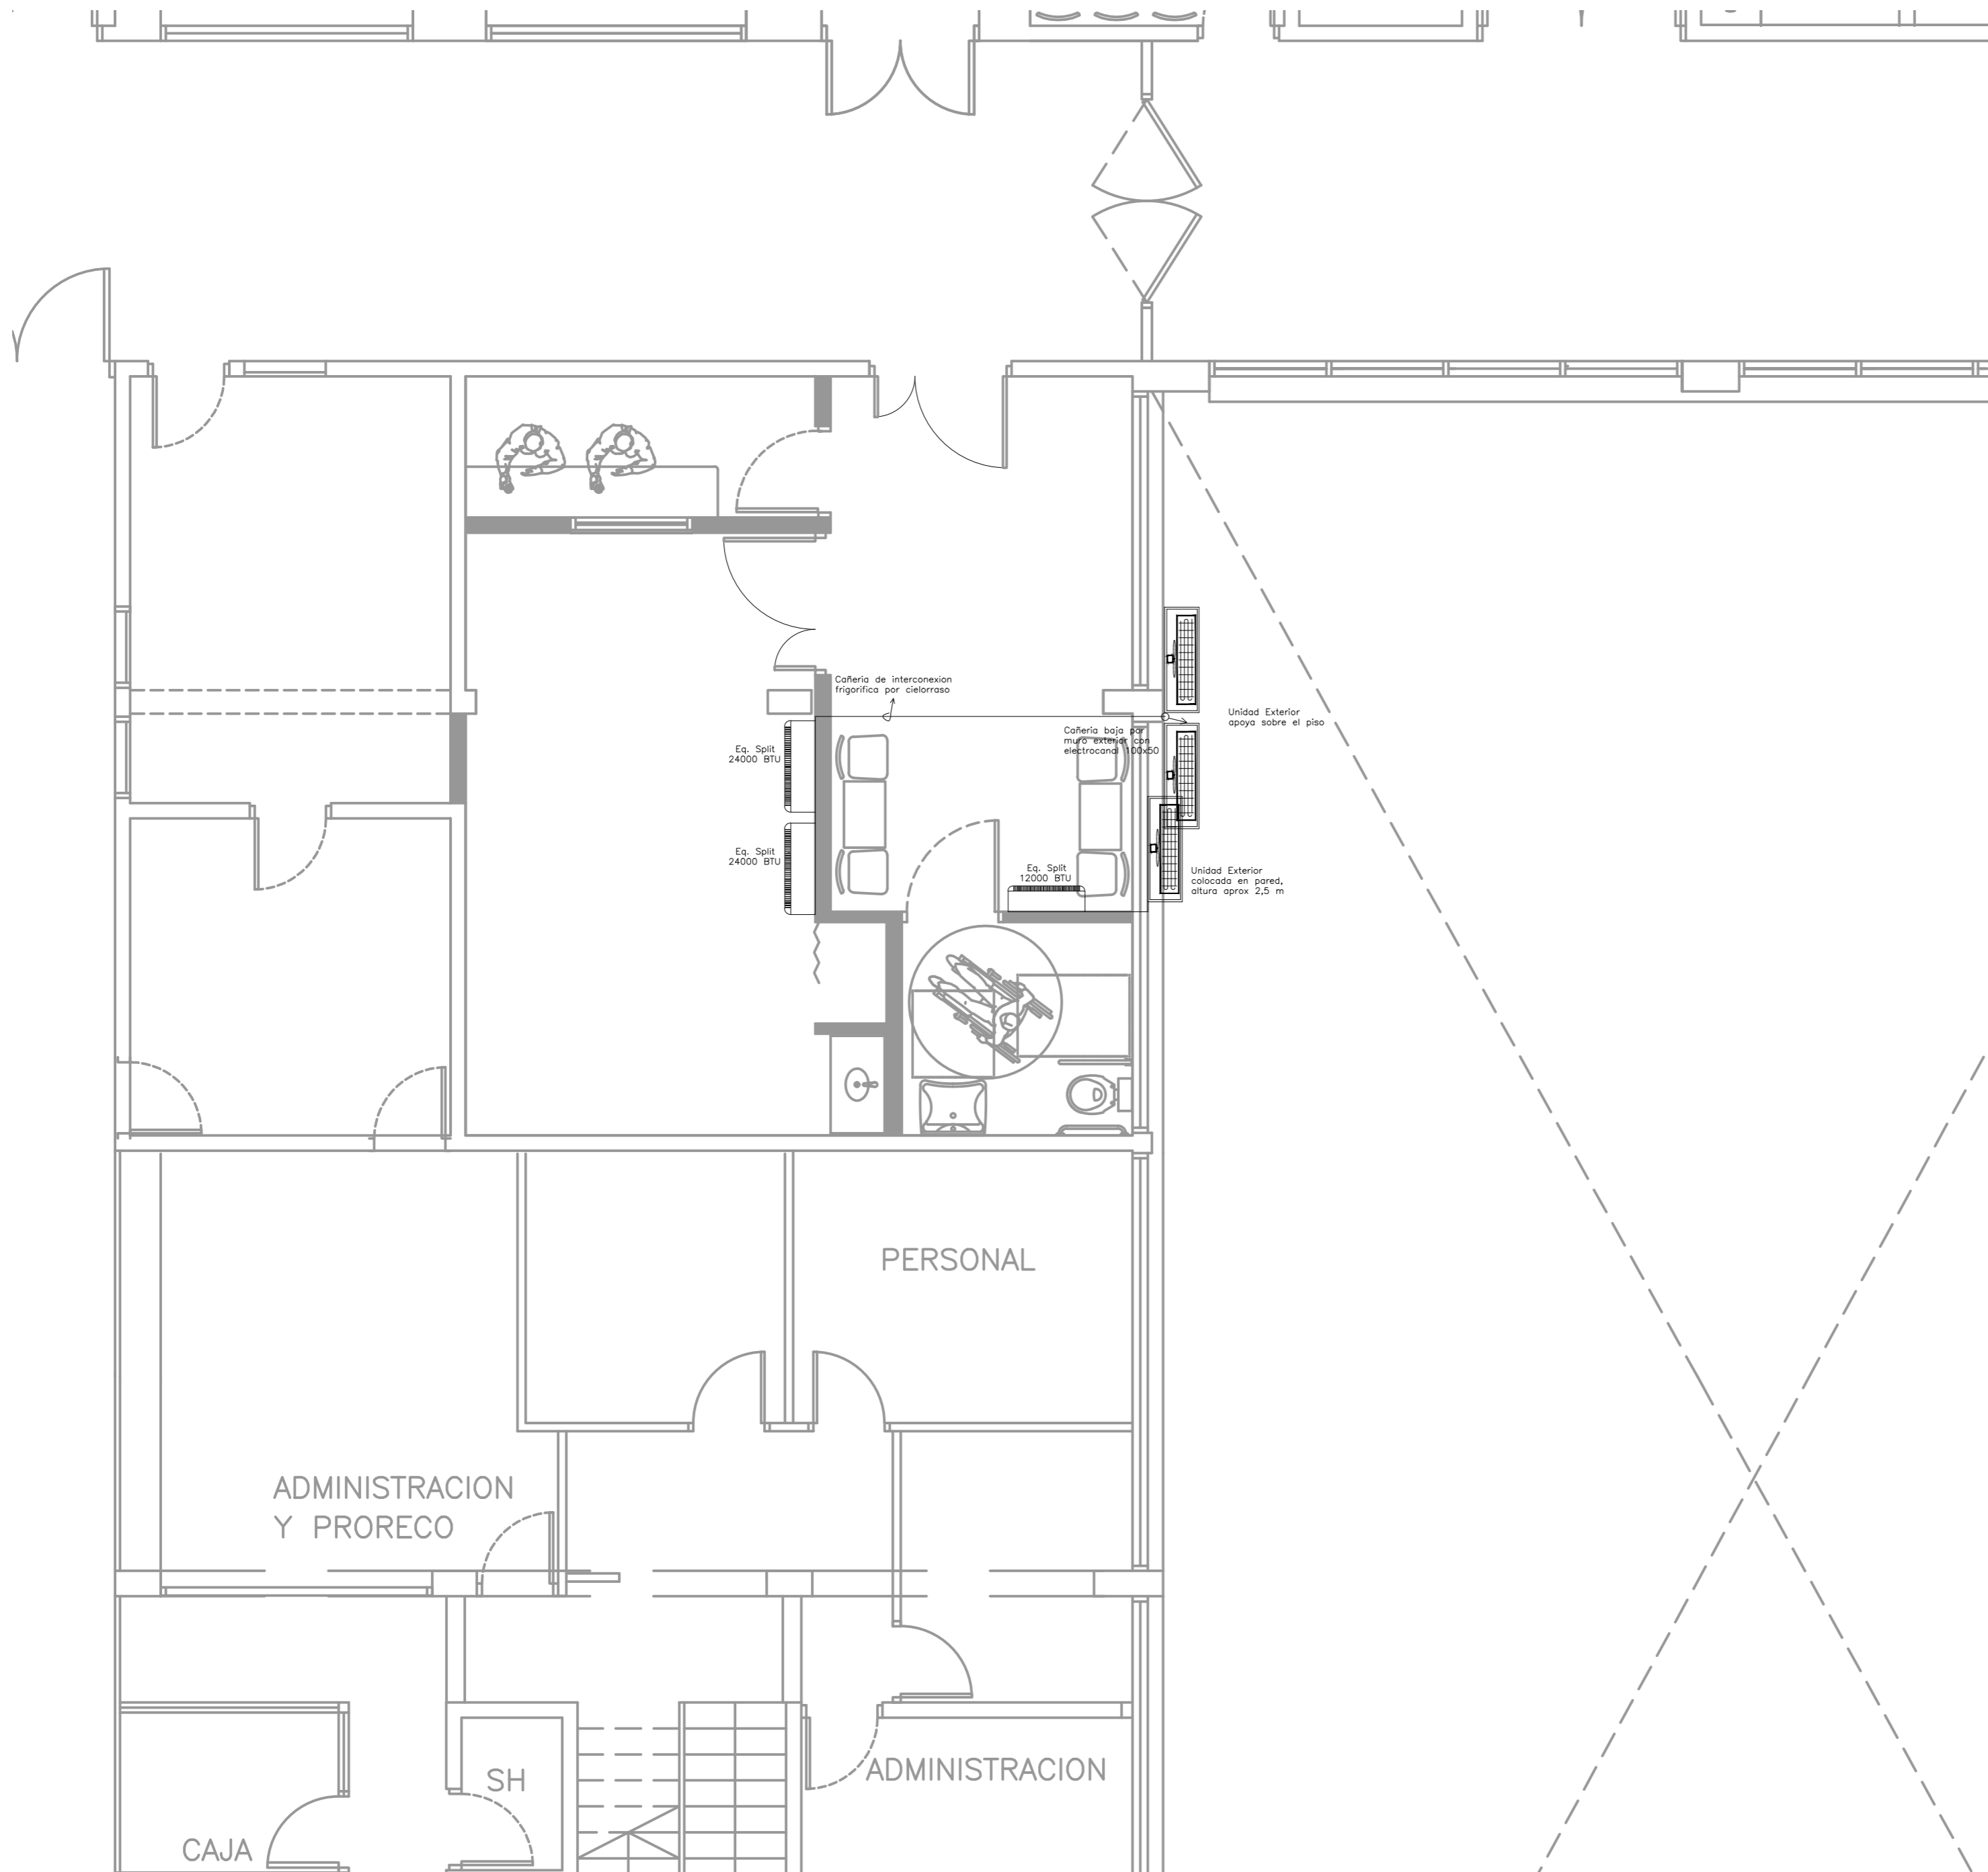 Cañeria de interconexion
frigorifica por cielorraso
Unidad Exterior
apoya sobre el piso
Cañeria baja por
muro exterior con
electrocanal 100x50
Eq. Split
24000 BTU
Eq. Split
24000 BTU
Eq. Split
12000 BTU
Unidad Exterior
colocada en pared,
altura aprox 2,5 m
PERSONAL
ADMINISTRACION
Y PRORECO
ADMINISTRACION
SH
CAJA